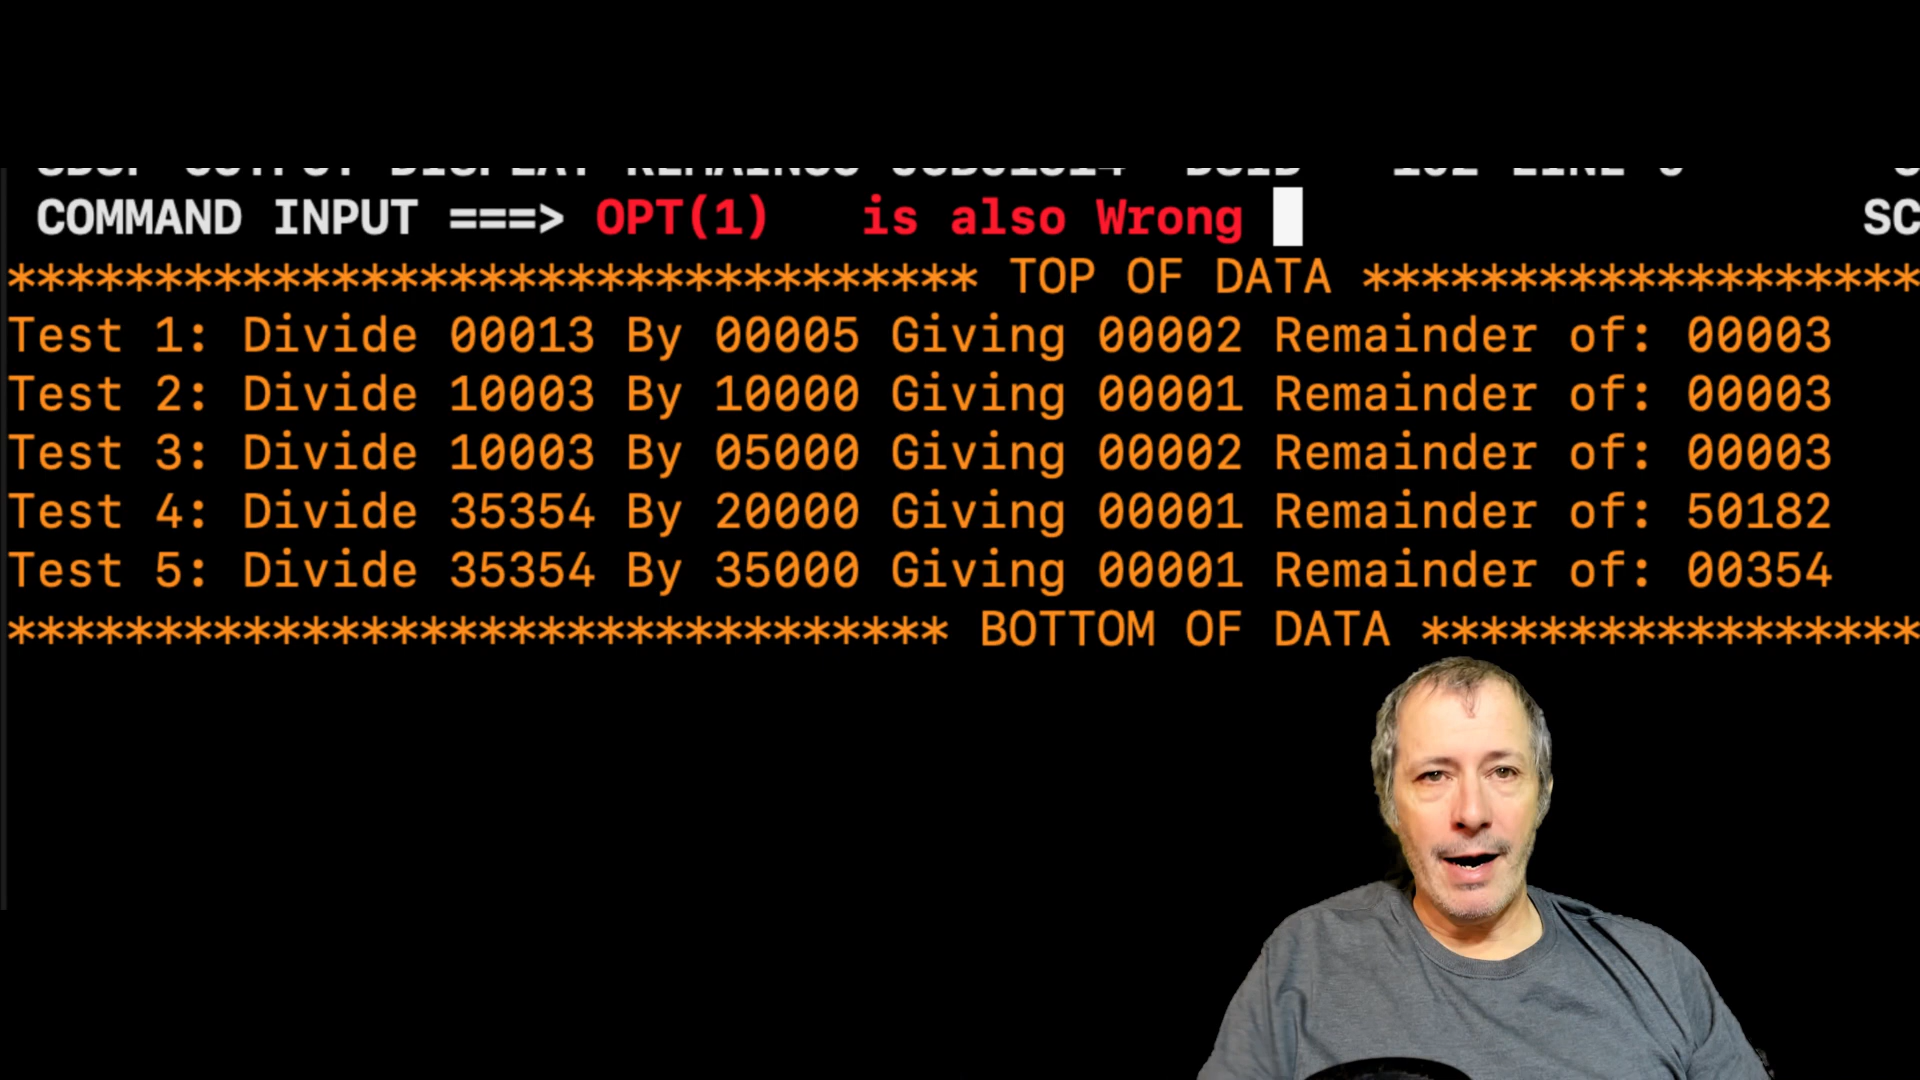 COMMAND INPUT ===> OPT(1)   is also Wrong SC
********************************* TOP OF DATA *******************
Test 1: Divide 00013 By 00005 Giving 00002 Remainder of: 00003
Test 2: Divide 10003 By 10000 Giving 00001 Remainder of: 00003
Test 3: Divide 10003 By 05000 Giving 00002 Remainder of: 00003
Test 4: Divide 35354 By 20000 Giving 00001 Remainder of: 50182
Test 5: Divide 35354 By 35000 Giving 00001 Remainder of: 00354
******************************** BOTTOM OF DATA *****************